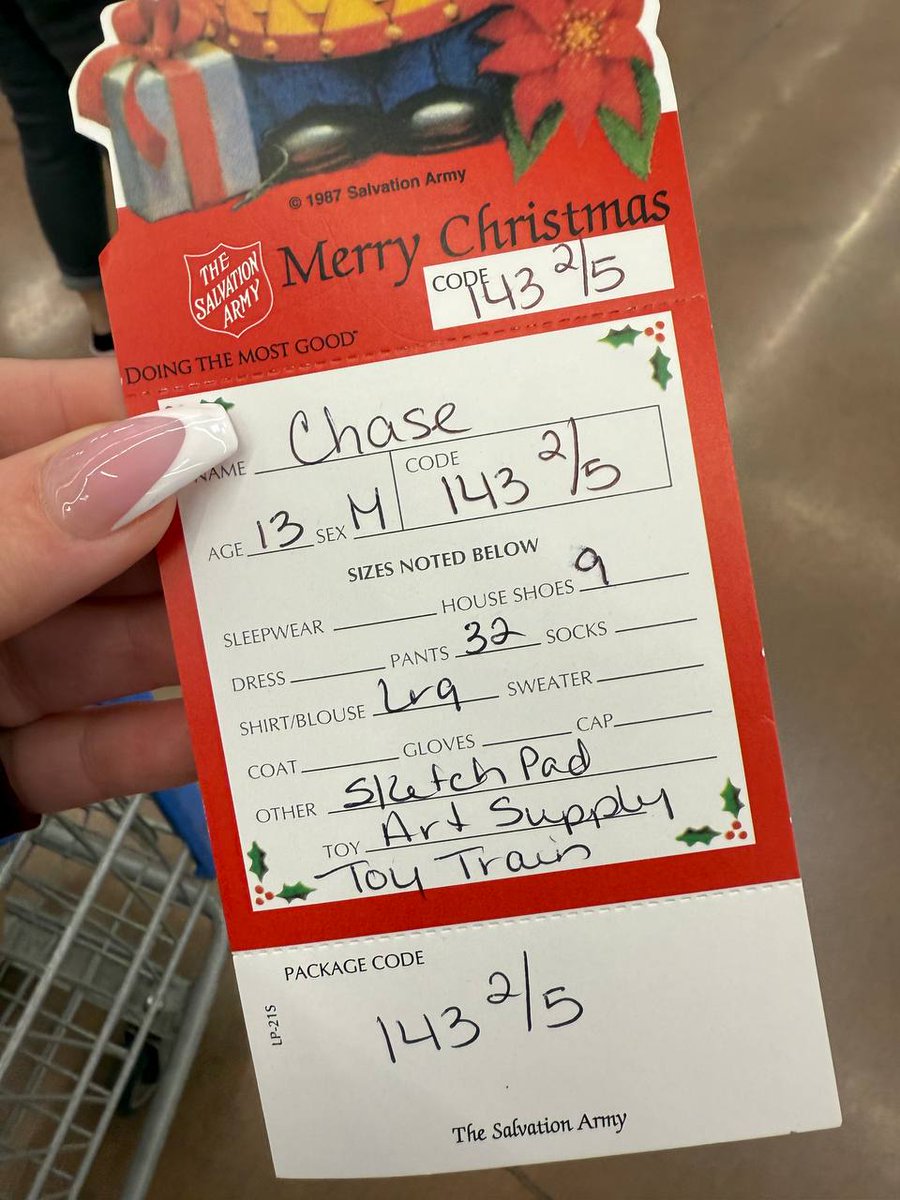 © 1987 Salvation Army
THE SALVATION ARMY
Merry Christmas
CODE 143 2/5
DOING THE MOST GOOD™
NAME Chase
CODE 143 2/5
AGE 13 SEX M
SIZES NOTED BELOW
SLEEPWEAR HOUSE SHOES 9
DRESS PANTS 32 SOCKS
SHIRT/BLOUSE Lrg SWEATER
COAT GLOVES CAP
OTHER Sketch Pad
TOY Art Supply
Toy Train
PACKAGE CODE
143 2/5
LP-21S
The Salvation Army